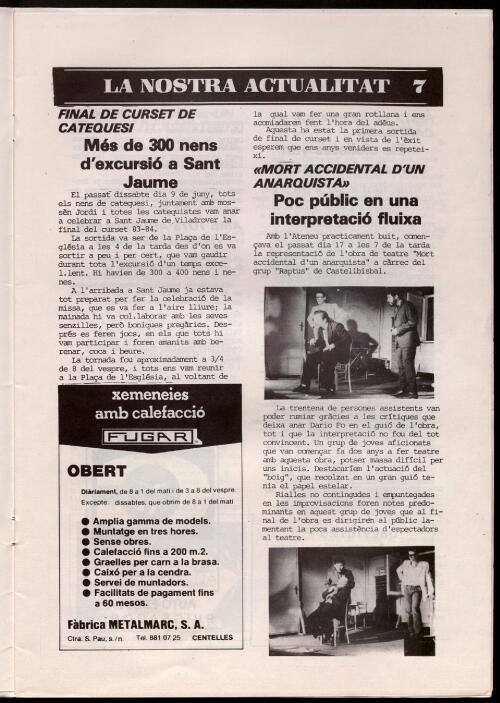 LA NOSTRA ACTUALITAT 7
FINAL DE CURSET DE
CATEQUESI
Més de 300 nens
d'excursió a Sant
Jaume
El passat dissabte dia 9 de juny, tots
els nens de catequesi, juntament amb mos-
sèn Jordi i totes les catequistes van anar
a celebrar a Sant Jaume de Viladrover la
final del curset 83-84.
La sortida va ser de la Plaça de l'Es-
glésia a les 4 de la tarda des d'on es va
sortir a peu i per cert, que vam gaudir
durant tota l'excursió d'un temps exce-
l.lent. Hi havien de 300 a 400 nens i ne-
nes.
A l'arribada a Sant Jaume ja estava
tot preparat per fer la celebració de la
missa, que es va fer a l'aire lliure; la
mainada hi va col.laborar amb les seves
senzilles, però boniques pregàries. Des-
prés es feren jocs, en els que tots hi
vam participar i foren amanits amb be-
renar, coca i beure.
La tornada fou aproximadament a 3/4
de 8 del vespre, i tots ens vam reunir
a la Plaça de l'Església, al voltant de
la qual vam fer una gran rotllana i ens
acomiadarem fent l'hora del adéus.
Aquesta ha estat la primera sortida
de final de curset i en vista de l'èxit
esperem que ens anys venidera es repetei-
xi.
«MORT ACCIDENTAL D'UN
ANARQUISTA»
Poc públic en una
interpretació fluixa
Amb l'Ateneu practicament buit, comen-
çava el passat dia 17 a les 7 de la tarda
la representació de l'obra de teatre "Mort
accidental d'un anarquista" a càrrec del
grup "Raptus" de Castellbisbal.
La trentena de persones assistents van
poder rumiar gràcies a les crítiques que
deixa anar Dario Fo en el guió de l'obra,
tot i que la interpretació no fou del tot
convincent. Un grup de joves aficionats
que van començar fa dos anys a fer teatre
amb aquesta obra, potser massa difícil per
uns inicis. Destacaríem l'actuació del
"boig", que recolzat en un gran guió te-
nia el papel estelar.
Rialles no contingudes i empuntegades
en les improvisacions foren notes predo-
minants en aquest grup de joves que al fi-
nal de l'obra es dirigiren al públic la-
mentant la poca assistència d'espectadors
al teatre.
xemeneies
amb calefacció
FUGAR
OBERT
Diàriament, de 8 a 1 del matí i de 3 a 8 del vespre.
Excepte: dissabtes, que obrim de 8 a 1 del matí
● Amplia gamma de models.
● Muntatge en tres hores.
● Sense obres.
● Calefacció fins a 200 m.2.
● Graelles per carn a la brasa.
● Caixó per a la cendra.
● Servei de muntadors.
● Facilitats de pagament fins
a 60 mesos.
Fàbrica METALMARC, S. A.
Ctra. S. Pau, s./n. Tel. 881 07 25 CENTELLES